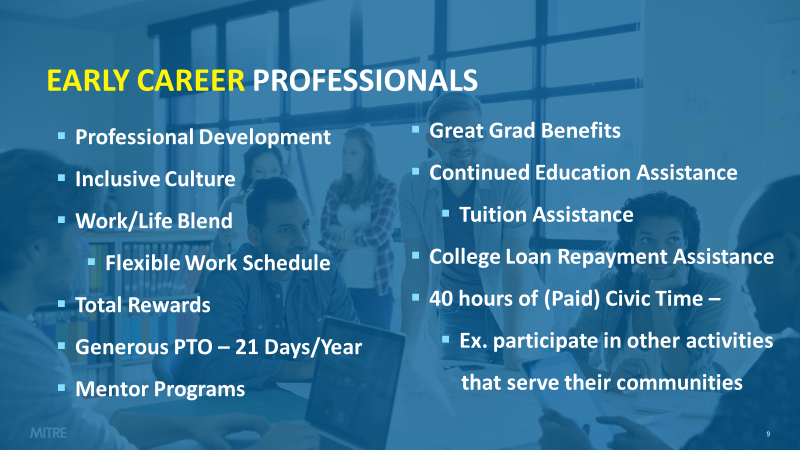 EARLY CAREER PROFESSIONALS
Professional Development
Inclusive Culture
Work/Life Blend
Flexible Work Schedule
Total Rewards
Generous PTO – 21 Days/Year
Mentor Programs
Great Grad Benefits
Continued Education Assistance
Tuition Assistance
College Loan Repayment Assistance
40 hours of (Paid) Civic Time –
Ex. participate in other activities
that serve their communities
MITRE
9